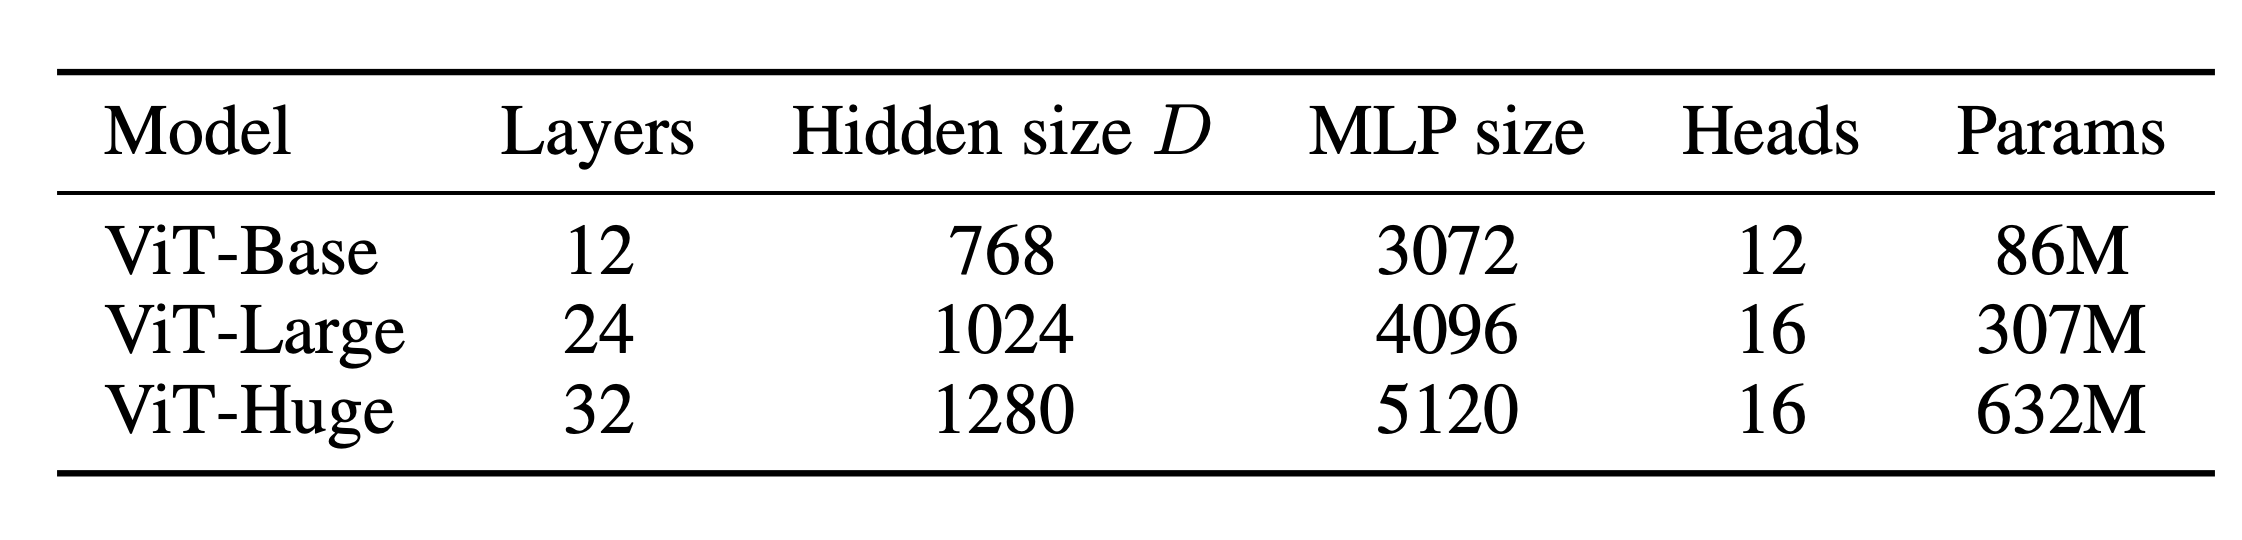 Model Layers Hidden size D MLP size Heads Params
ViT-Base 12 768 3072 12 86M
ViT-Large 24 1024 4096 16 307M
ViT-Huge 32 1280 5120 16 632M